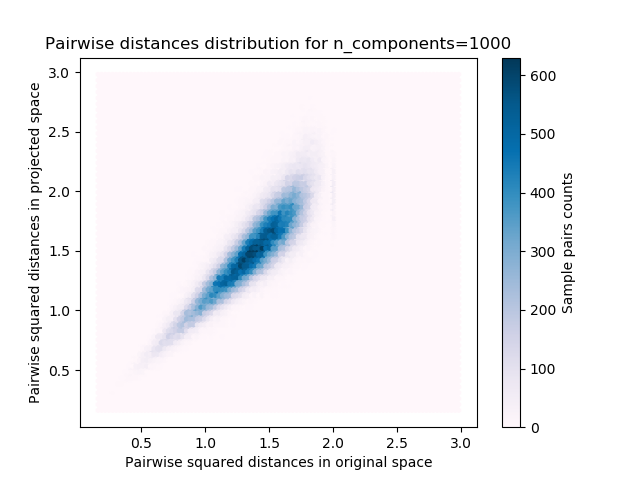 Pairwise distances distribution for n_components=1000
Pairwise squared distances in projected space
3.0
2.5
2.0
1.5
1.0
0.5
0.5 1.0 1.5 2.0 2.5 3.0
Pairwise squared distances in original space
600
500
400
300
200
100
0
Sample pairs counts